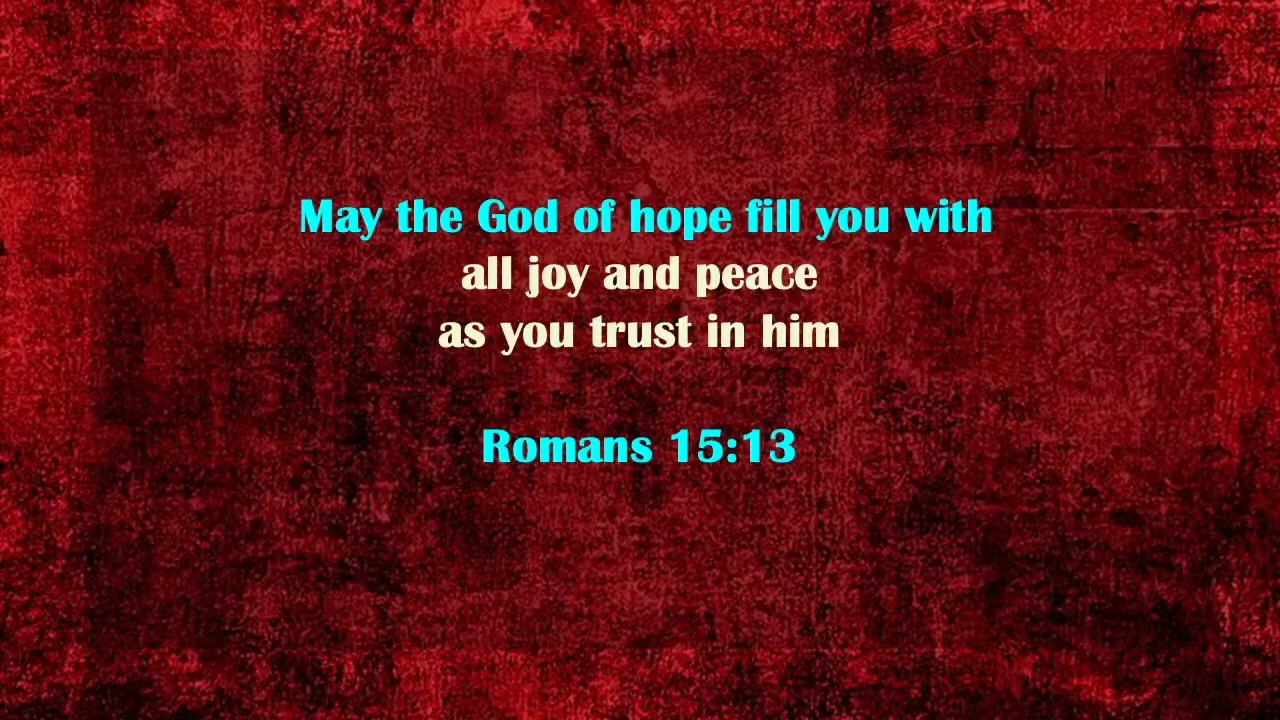 May the God of hope fill you with
all joy and peace
as you trust in him
Romans 15:13